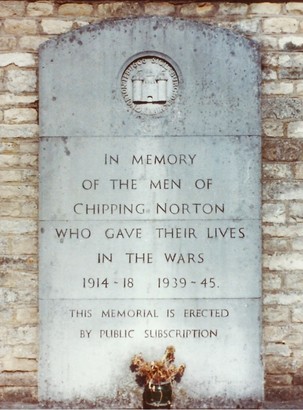 IN MEMORY
OF THE MEN OF
CHIPPING NORTON
WHO GAVE THEIR LIVES
IN THE WARS
1914-18 1939-45.
THIS MEMORIAL IS ERECTED
BY PUBLIC SUBSCRIPTION